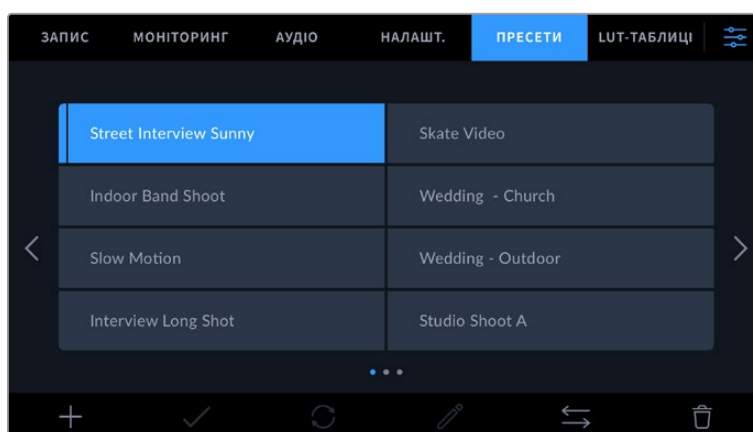 ЗАПИС МОНІТОРИНГ АУДІО НАЛАШТ. ПРЕСЕТИ LUT-ТАБЛИЦІ
Street Interview Sunny Skate Video
Indoor Band Shoot Wedding - Church
Slow Motion Wedding - Outdoor
Interview Long Shot Studio Shoot A